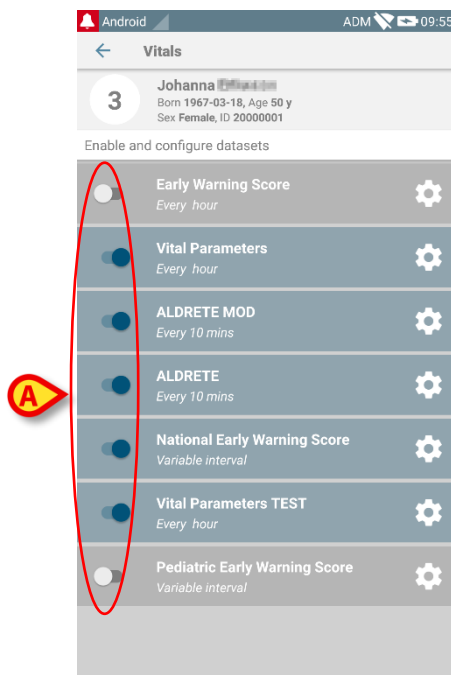 Android ADM 09:55
Vitals
3
Johanna
Born 1967-03-18, Age 50 y
Sex Female, ID 20000001
Enable and configure datasets
Early Warning Score
Every hour
Vital Parameters
Every hour
ALDRETE MOD
Every 10 mins
A
ALDRETE
Every 10 mins
National Early Warning Score
Variable interval
Vital Parameters TEST
Every hour
Pediatric Early Warning Score
Variable interval